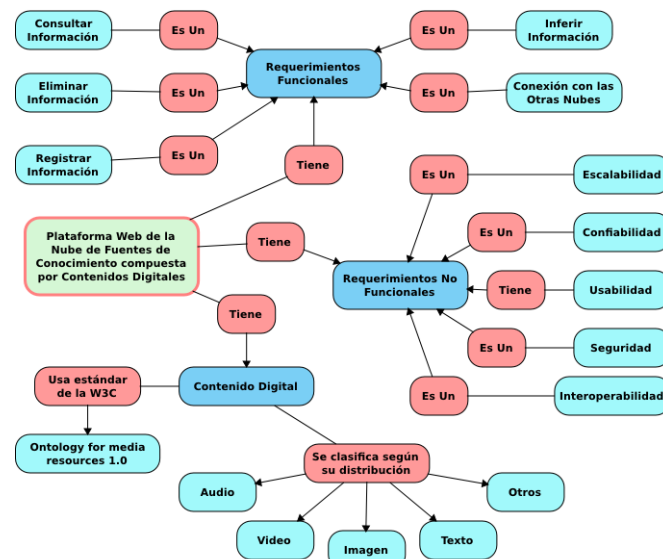 Consultar
Información
Es Un
Requerimientos
Funcionales
Es Un
Inferir
Información
Eliminar
Información
Es Un
Es Un
Conexión con las
Otras Nubes
Registrar
Información
Es Un
Tiene
Es Un
Escalabilidad
Plataforma Web de la
Nube de Fuentes de
Conocimiento compuesta
por Contenidos Digitales
Tiene
Es Un
Confiabilidad
Requerimientos No
Funcionales
Tiene
Usabilidad
Tiene
Es Un
Seguridad
Usa estándar
de la W3C
Contenido Digital
Es Un
Interoperabilidad
Ontology for media
resources 1.0
Se clasifica según
su distribución
Audio
Otros
Video
Imagen
Texto